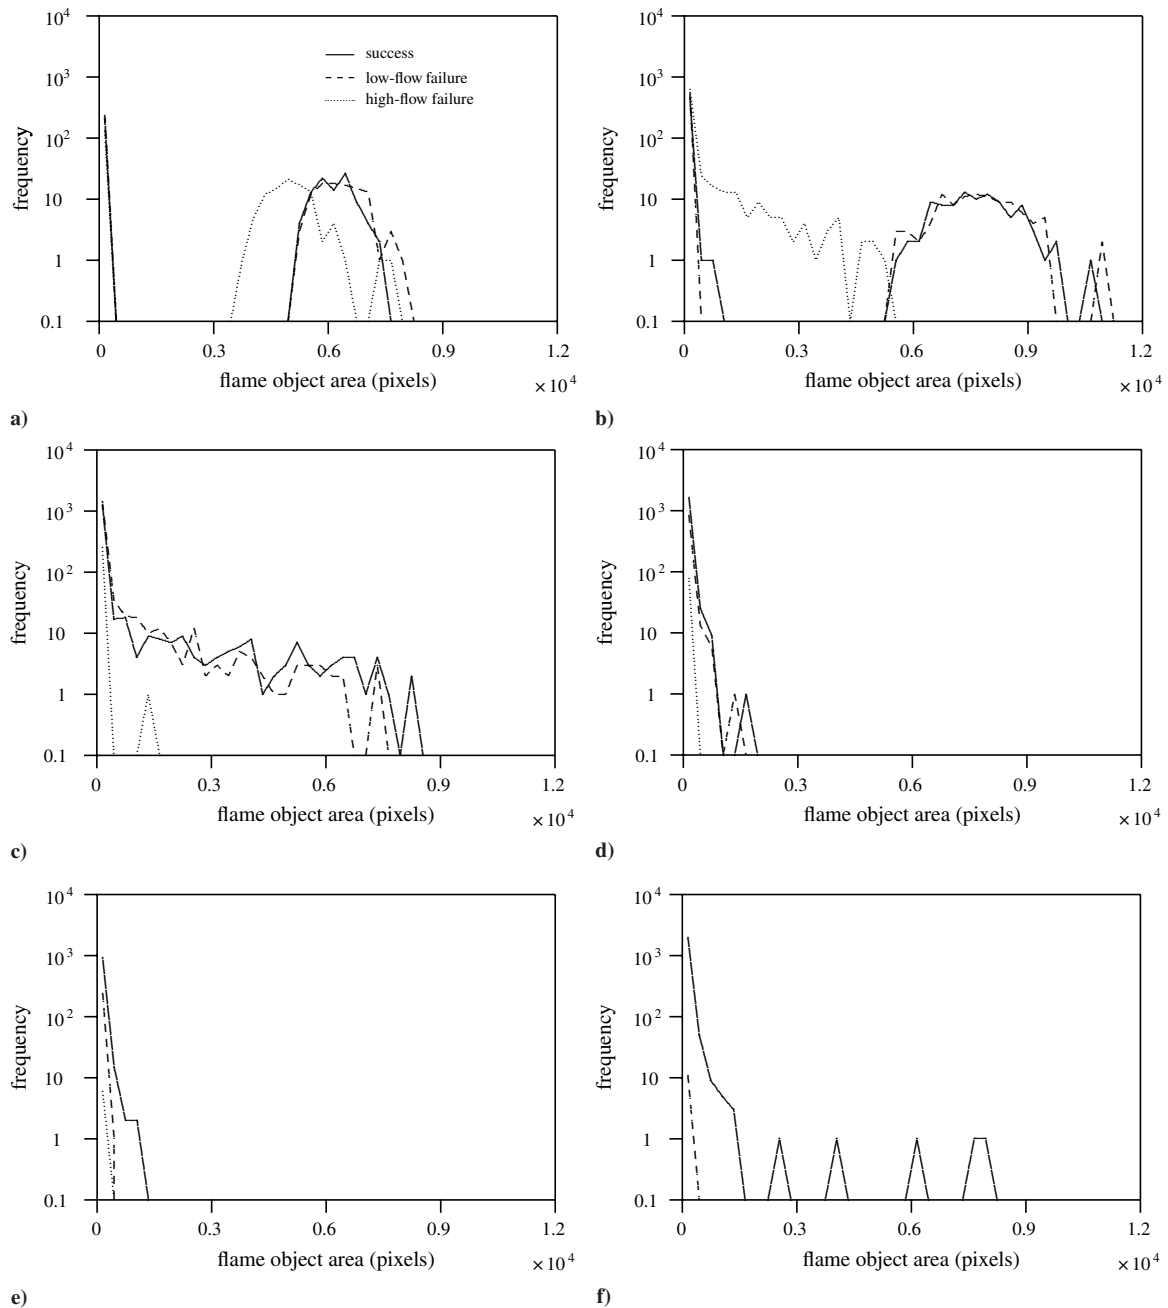 10^4
10^3
10^2
10
1
0.1
frequency
success
low-flow failure
high-flow failure
0 0.3 0.6 0.9 1.2
flame object area (pixels)
×10^4
a)
10^4
10^3
10^2
10
1
0.1
frequency
0 0.3 0.6 0.9 1.2
flame object area (pixels)
×10^4
b)
10^4
10^3
10^2
10
1
0.1
frequency
0 0.3 0.6 0.9 1.2
flame object area (pixels)
×10^4
c)
10^4
10^3
10^2
10
1
0.1
frequency
0 0.3 0.6 0.9 1.2
flame object area (pixels)
×10^4
d)
10^4
10^3
10^2
10
1
0.1
frequency
0 0.3 0.6 0.9 1.2
flame object area (pixels)
×10^4
e)
10^4
10^3
10^2
10
1
0.1
frequency
0 0.3 0.6 0.9 1.2
flame object area (pixels)
×10^4
f)